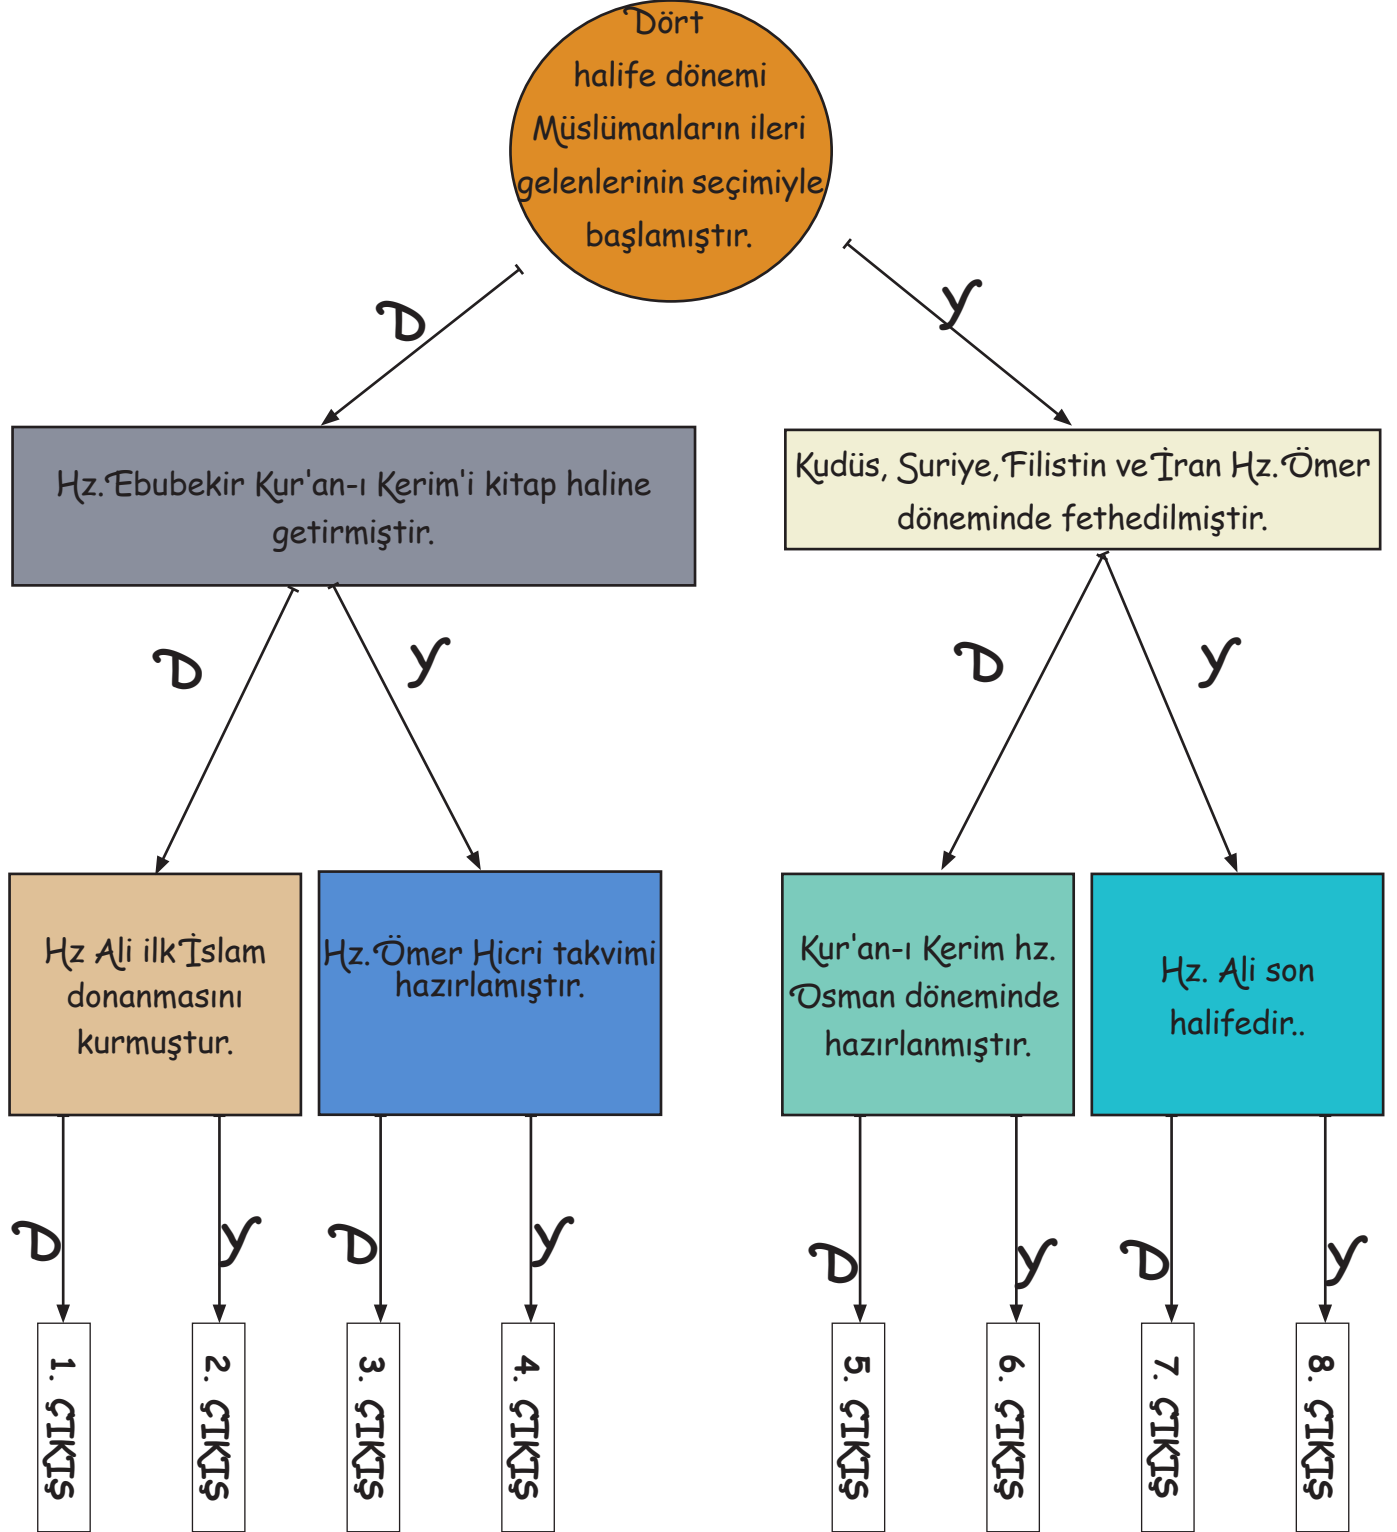 Dört
halife dönemi
Müslümanların ileri
gelenlerinin seçimiyle
başlamıştır.
D
Y
Hz.Ebubekir Kur'an-ı Kerim'i kitap haline
getirmiştir.
Kudüs, Suriye, Filistin ve İran Hz.Ömer
döneminde fethedilmiştir.
D
Y
D
Y
Hz Ali ilk İslam
donanmasını
kurmuştur.
Hz.Ömer Hicri takvimi
hazırlamıştır.
Kur'an-ı Kerim hz.
Osman döneminde
hazırlanmıştır.
Hz. Ali son
halifedir..
D
Y
D
Y
D
Y
D
Y
1. ÇIKIŞ
2. ÇIKIŞ
3. ÇIKIŞ
4. ÇIKIŞ
5. ÇIKIŞ
6. ÇIKIŞ
7. ÇIKIŞ
8. ÇIKIŞ